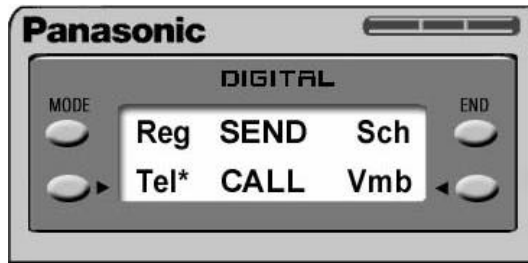 Panasonic
DIGITAL
MODE
END
Reg SEND Sch
Tel* CALL Vmb